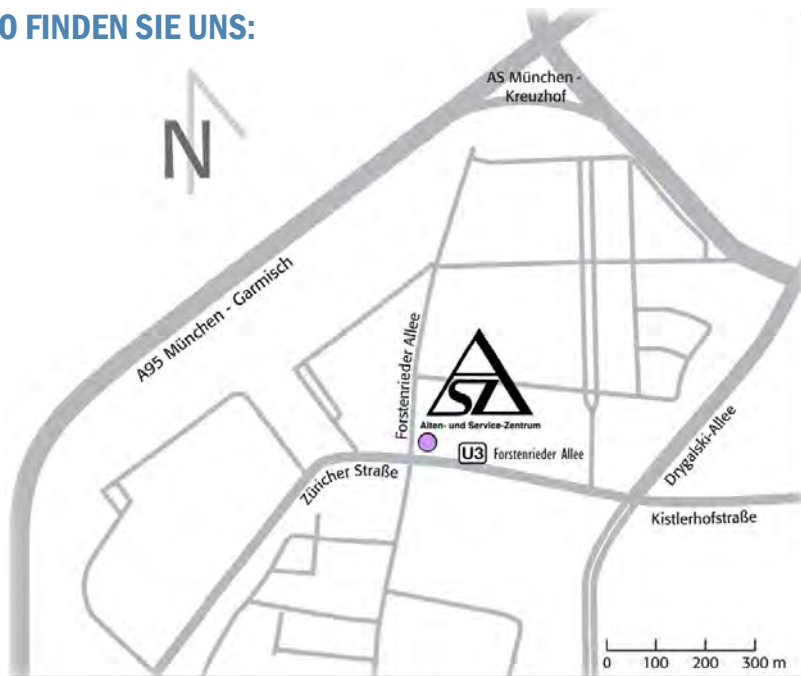 O FINDEN SIE UNS:
AS München -
Kreuzhof
N
A95 München - Garmisch
Forstenrieder Allee
ASZ
Alten- und Service-Zentrum
U3 Forstenrieder Allee
Züricher Straße
Drygalski-Allee
Kistlerhofstraße
0 100 200 300 m